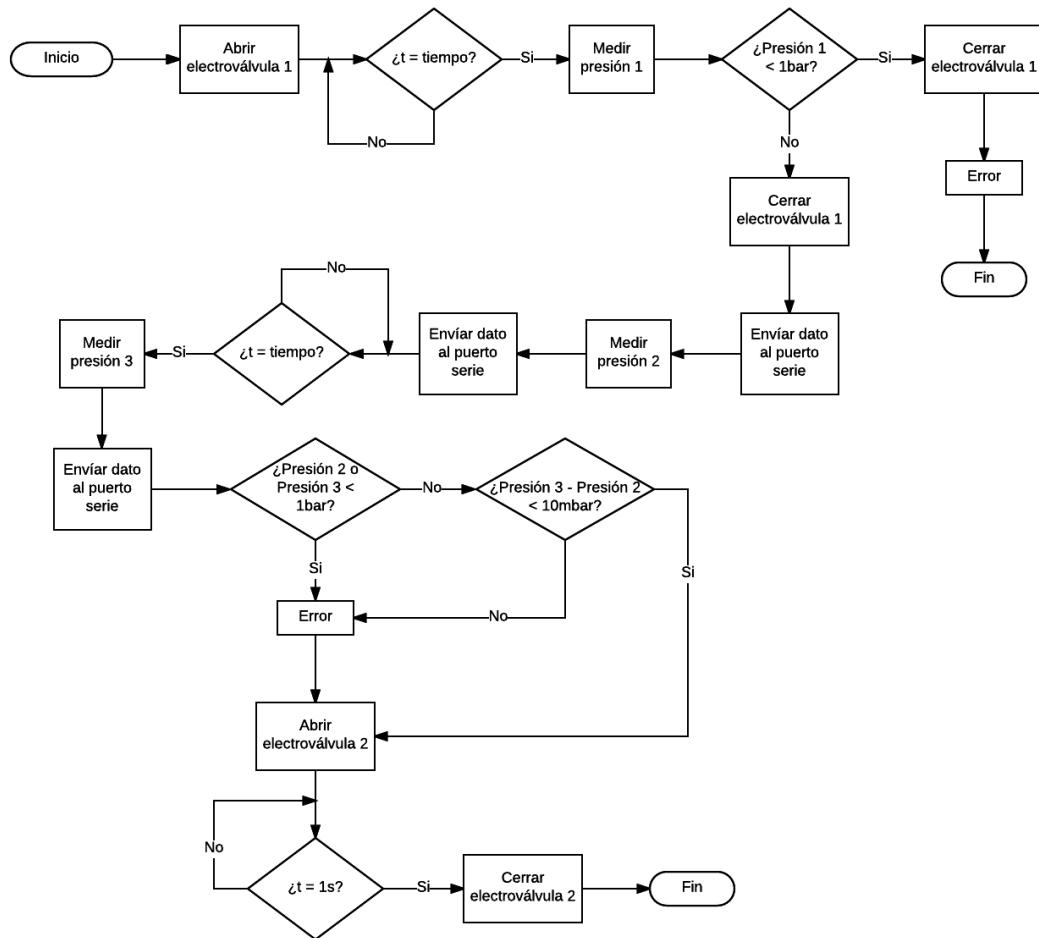 Inicio
Abrir
electroválvula 1
¿t = tiempo?
Si
No
Medir
presión 1
¿Presión 1
< 1bar?
Si
No
Cerrar
electroválvula 1
Error
Fin
Cerrar
electroválvula 1
Envíar dato
al puerto
serie
Medir
presión 2
Envíar dato
al puerto
serie
No
¿t = tiempo?
Si
Medir
presión 3
Envíar dato
al puerto
serie
¿Presión 2 o
Presión 3 <
1bar?
No
Si
¿Presión 3 - Presión 2
< 10mbar?
Si
No
Error
Abrir
electroválvula 2
No
¿t = 1s?
Si
Cerrar
electroválvula 2
Fin